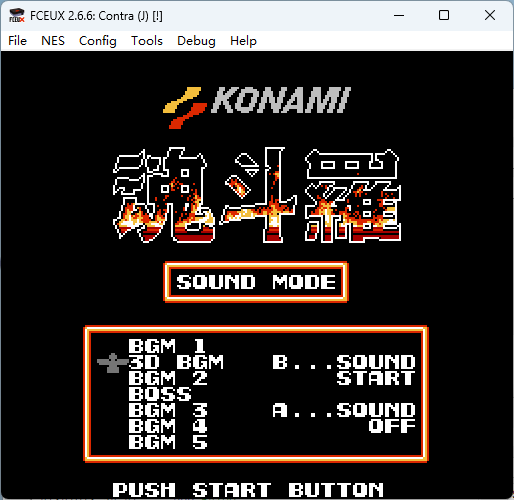 FCEUX 2.6.6: Contra (J) [!]
File NES Config Tools Debug Help
KONAMI
魂斗羅
SOUND MODE
BGM 1
3D BGM B...SOUND
BGM 2 START
BOSS
BGM 3 A...SOUND
BGM 4 OFF
BGM 5
PUSH START BUTTON